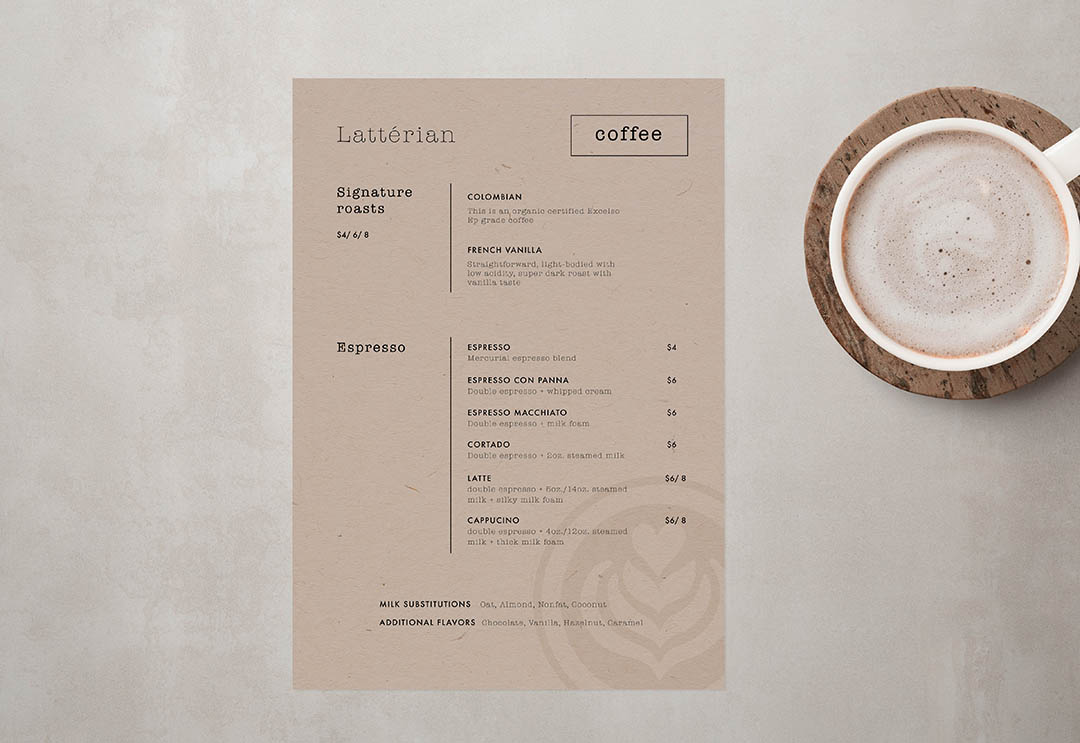 Lattérian
coffee
Signature
roasts
$4/ 6/ 8
COLOMBIAN
This is an organic certified Excelso
Ep grade coffee
FRENCH VANILLA
Straightforward, light-bodied with
low acidity, super dark roast with
vanilla taste
Espresso
ESPRESSO $4
Mercurial espresso blend
ESPRESSO CON PANNA $6
Double espresso + whipped cream
ESPRESSO MACCHIATO $6
Double espresso + milk foam
CORTADO $6
Double espresso + 2oz. steamed milk
LATTE $6/ 8
double espresso + 6oz./14oz. steamed
milk + silky milk foam
CAPPUCINO $6/ 8
double espresso + 4oz./12oz. steamed
milk + thick milk foam
MILK SUBSTITUTIONS Oat, Almond, Nonfat, Coconut
ADDITIONAL FLAVORS Chocolate, Vanilla, Hazelnut, Caramel